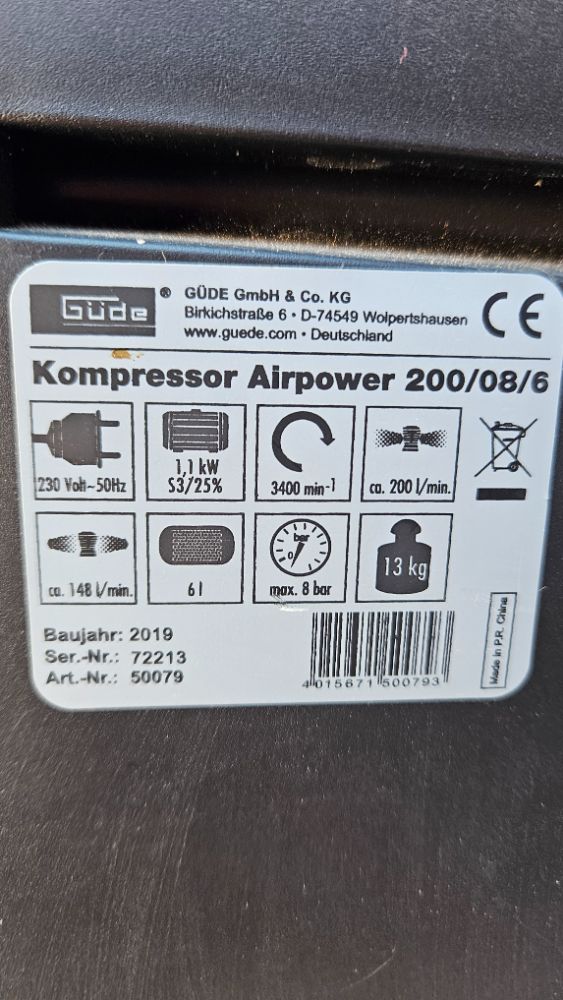 Güde ®
GÜDE GmbH & Co. KG
Birkichstraße 6 • D-74549 Wolpertshausen
www.guede.com • Deutschland
CE
Kompressor Airpower 200/08/6
230 Volt~50Hz
1,1 kW
S3/25%
3400 min-1
ca. 200 l/min.
ca. 148 l/min.
6 l
bar
0
max. 8 bar
13 kg
Baujahr: 2019
Ser.-Nr.: 72213
Art.-Nr.: 50079
4 015671 500793
Made in P.R. China